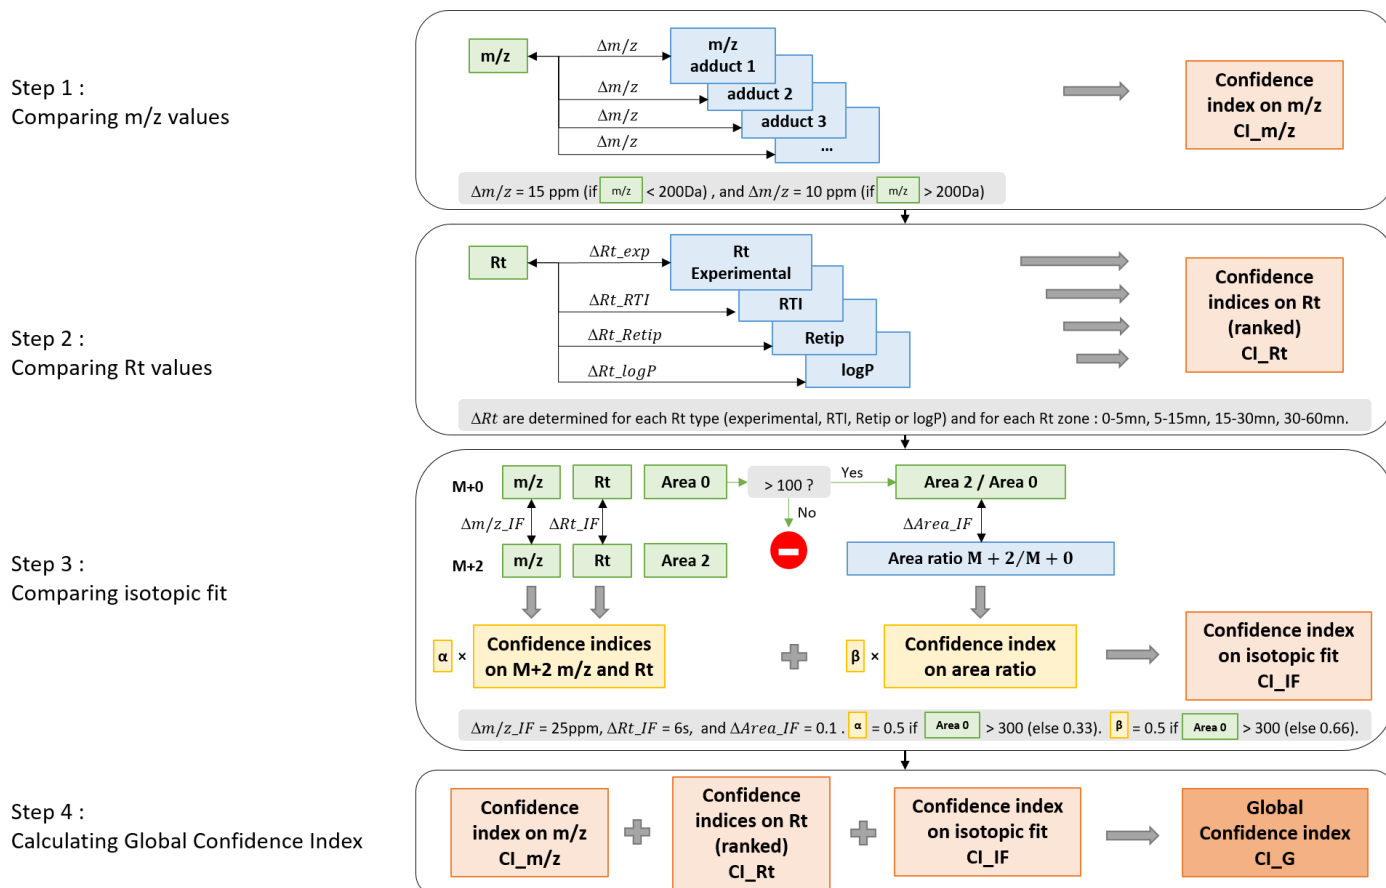 Step 1 :
Comparing m/z values
m/z
Δm/z
m/z
adduct 1
Δm/z
adduct 2
Δm/z
adduct 3
Δm/z
...
Confidence
index on m/z
CI_m/z
Δm/z = 15 ppm (if m/z < 200Da) , and Δm/z = 10 ppm (if m/z > 200Da)
Step 2 :
Comparing Rt values
Rt
ΔRt_exp
Rt
Experimental
ΔRt_RTI
RTI
ΔRt_Retip
Retip
ΔRt_logP
logP
Confidence
indices on Rt
(ranked)
CI_Rt
ΔRt are determined for each Rt type (experimental, RTI, Retip or logP) and for each Rt zone : 0-5mn, 5-15mn, 15-30mn, 30-60mn.
Step 3 :
Comparing isotopic fit
M+0 m/z Rt Area 0 > 100 ? Yes Area 2 / Area 0
No
Δm/z_IF ΔRt_IF ΔArea_IF
M+2 m/z Rt Area 2 Area ratio M + 2/M + 0
α × Confidence indices
on M+2 m/z and Rt
β × Confidence index
on area ratio
Confidence index
on isotopic fit
CI_IF
Δm/z_IF = 25ppm, ΔRt_IF = 6s, and ΔArea_IF = 0.1 . α = 0.5 if Area 0 > 300 (else 0.33). β = 0.5 if Area 0 > 300 (else 0.66).
Step 4 :
Calculating Global Confidence Index
Confidence
index on m/z
CI_m/z
Confidence
indices on Rt
(ranked)
CI_Rt
Confidence index
on isotopic fit
CI_IF
Global
Confidence index
CI_G